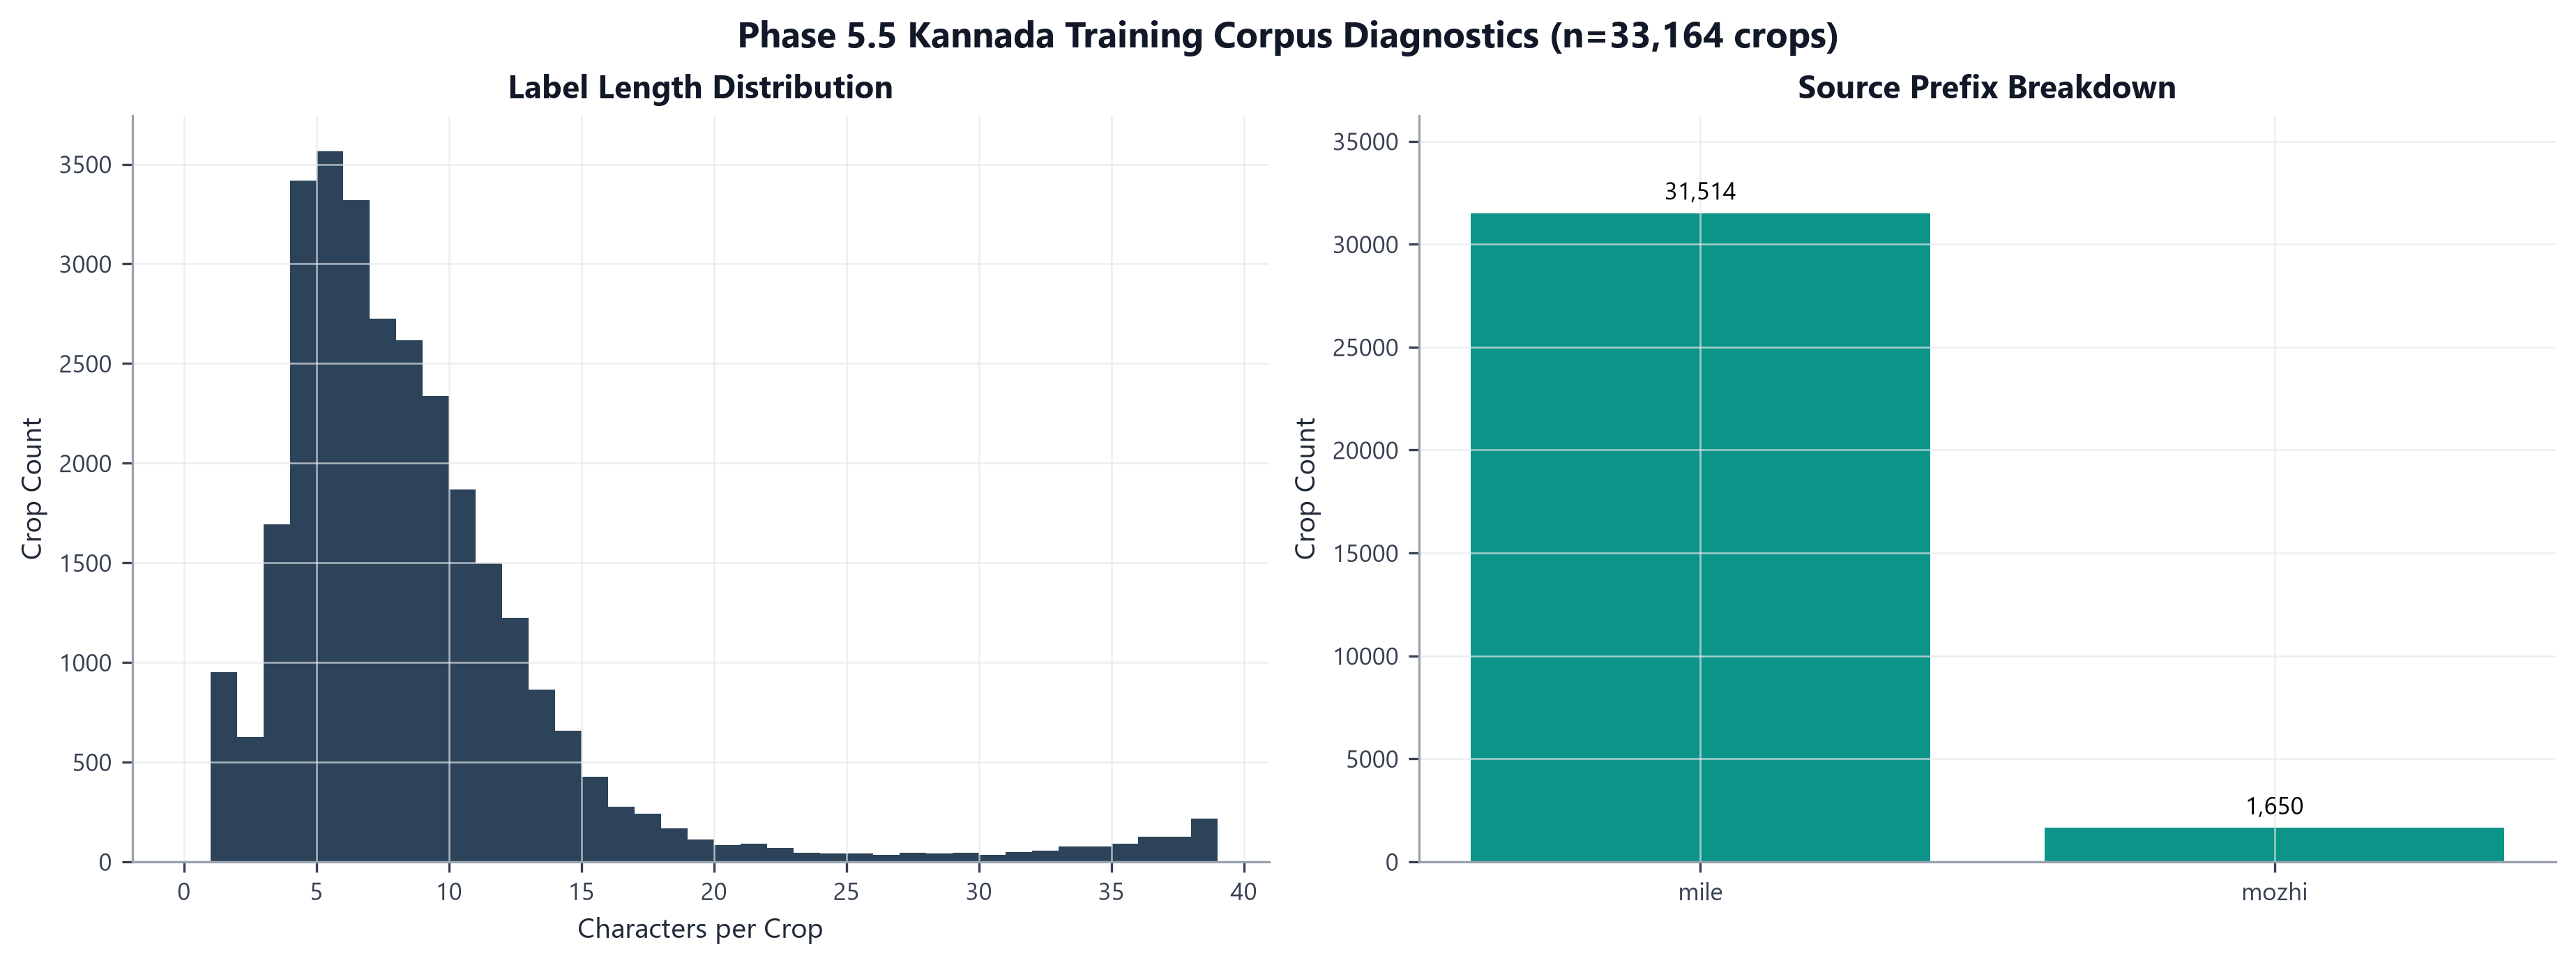 Phase 5.5 Kannada Training Corpus Diagnostics (n=33,164 crops)
Label Length Distribution
Crop Count
3500
3000
2500
2000
1500
1000
500
0
0 5 10 15 20 25 30 35 40
Characters per Crop
Source Prefix Breakdown
Crop Count
35000
30000
25000
20000
15000
10000
5000
0
31,514
1,650
mile mozhi